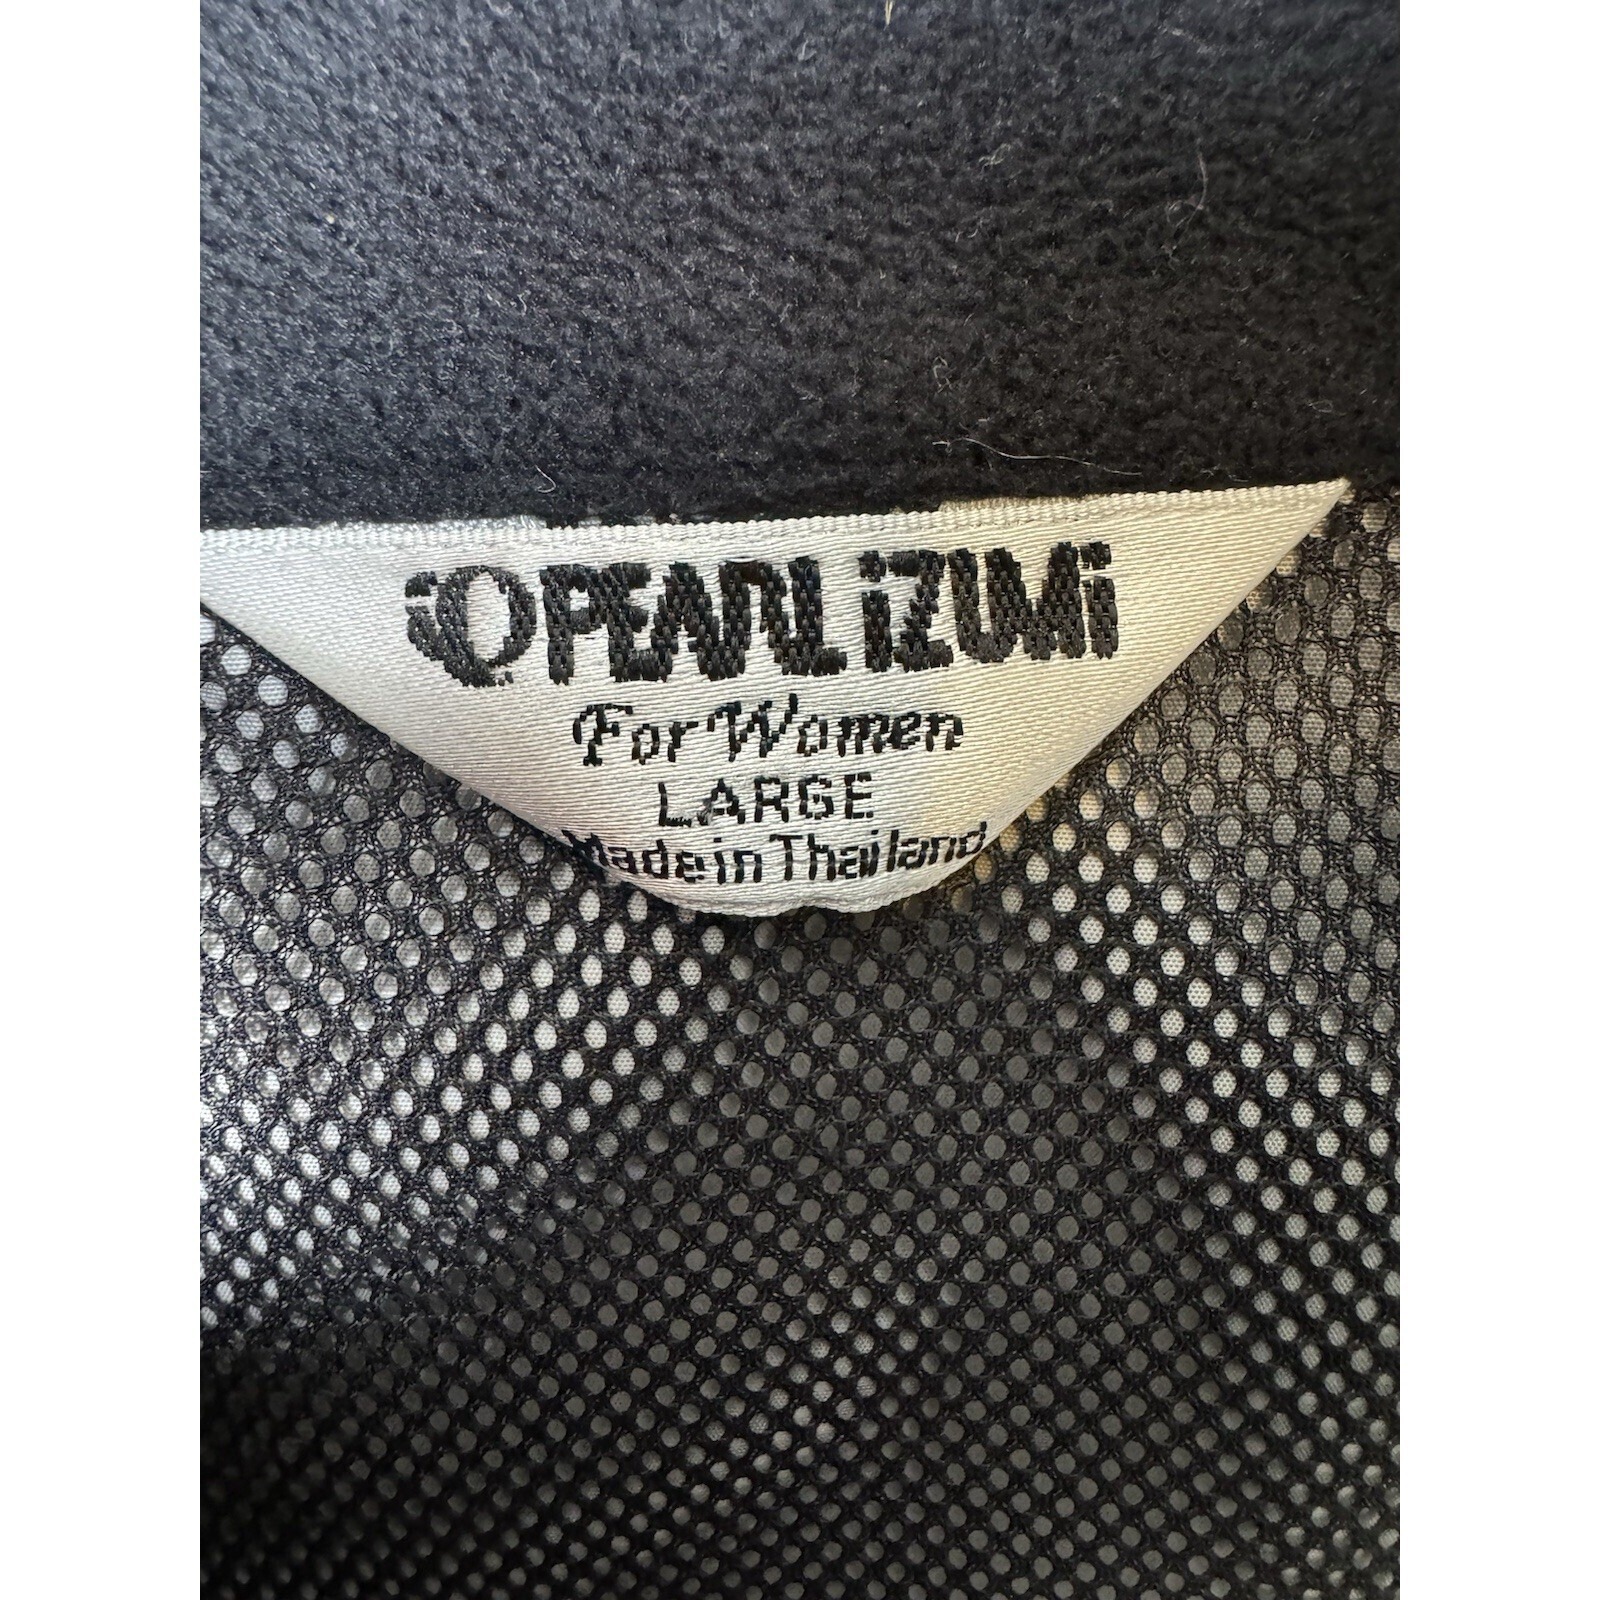 PEARL iZUMi
For Women
LARGE
Made in Thailand